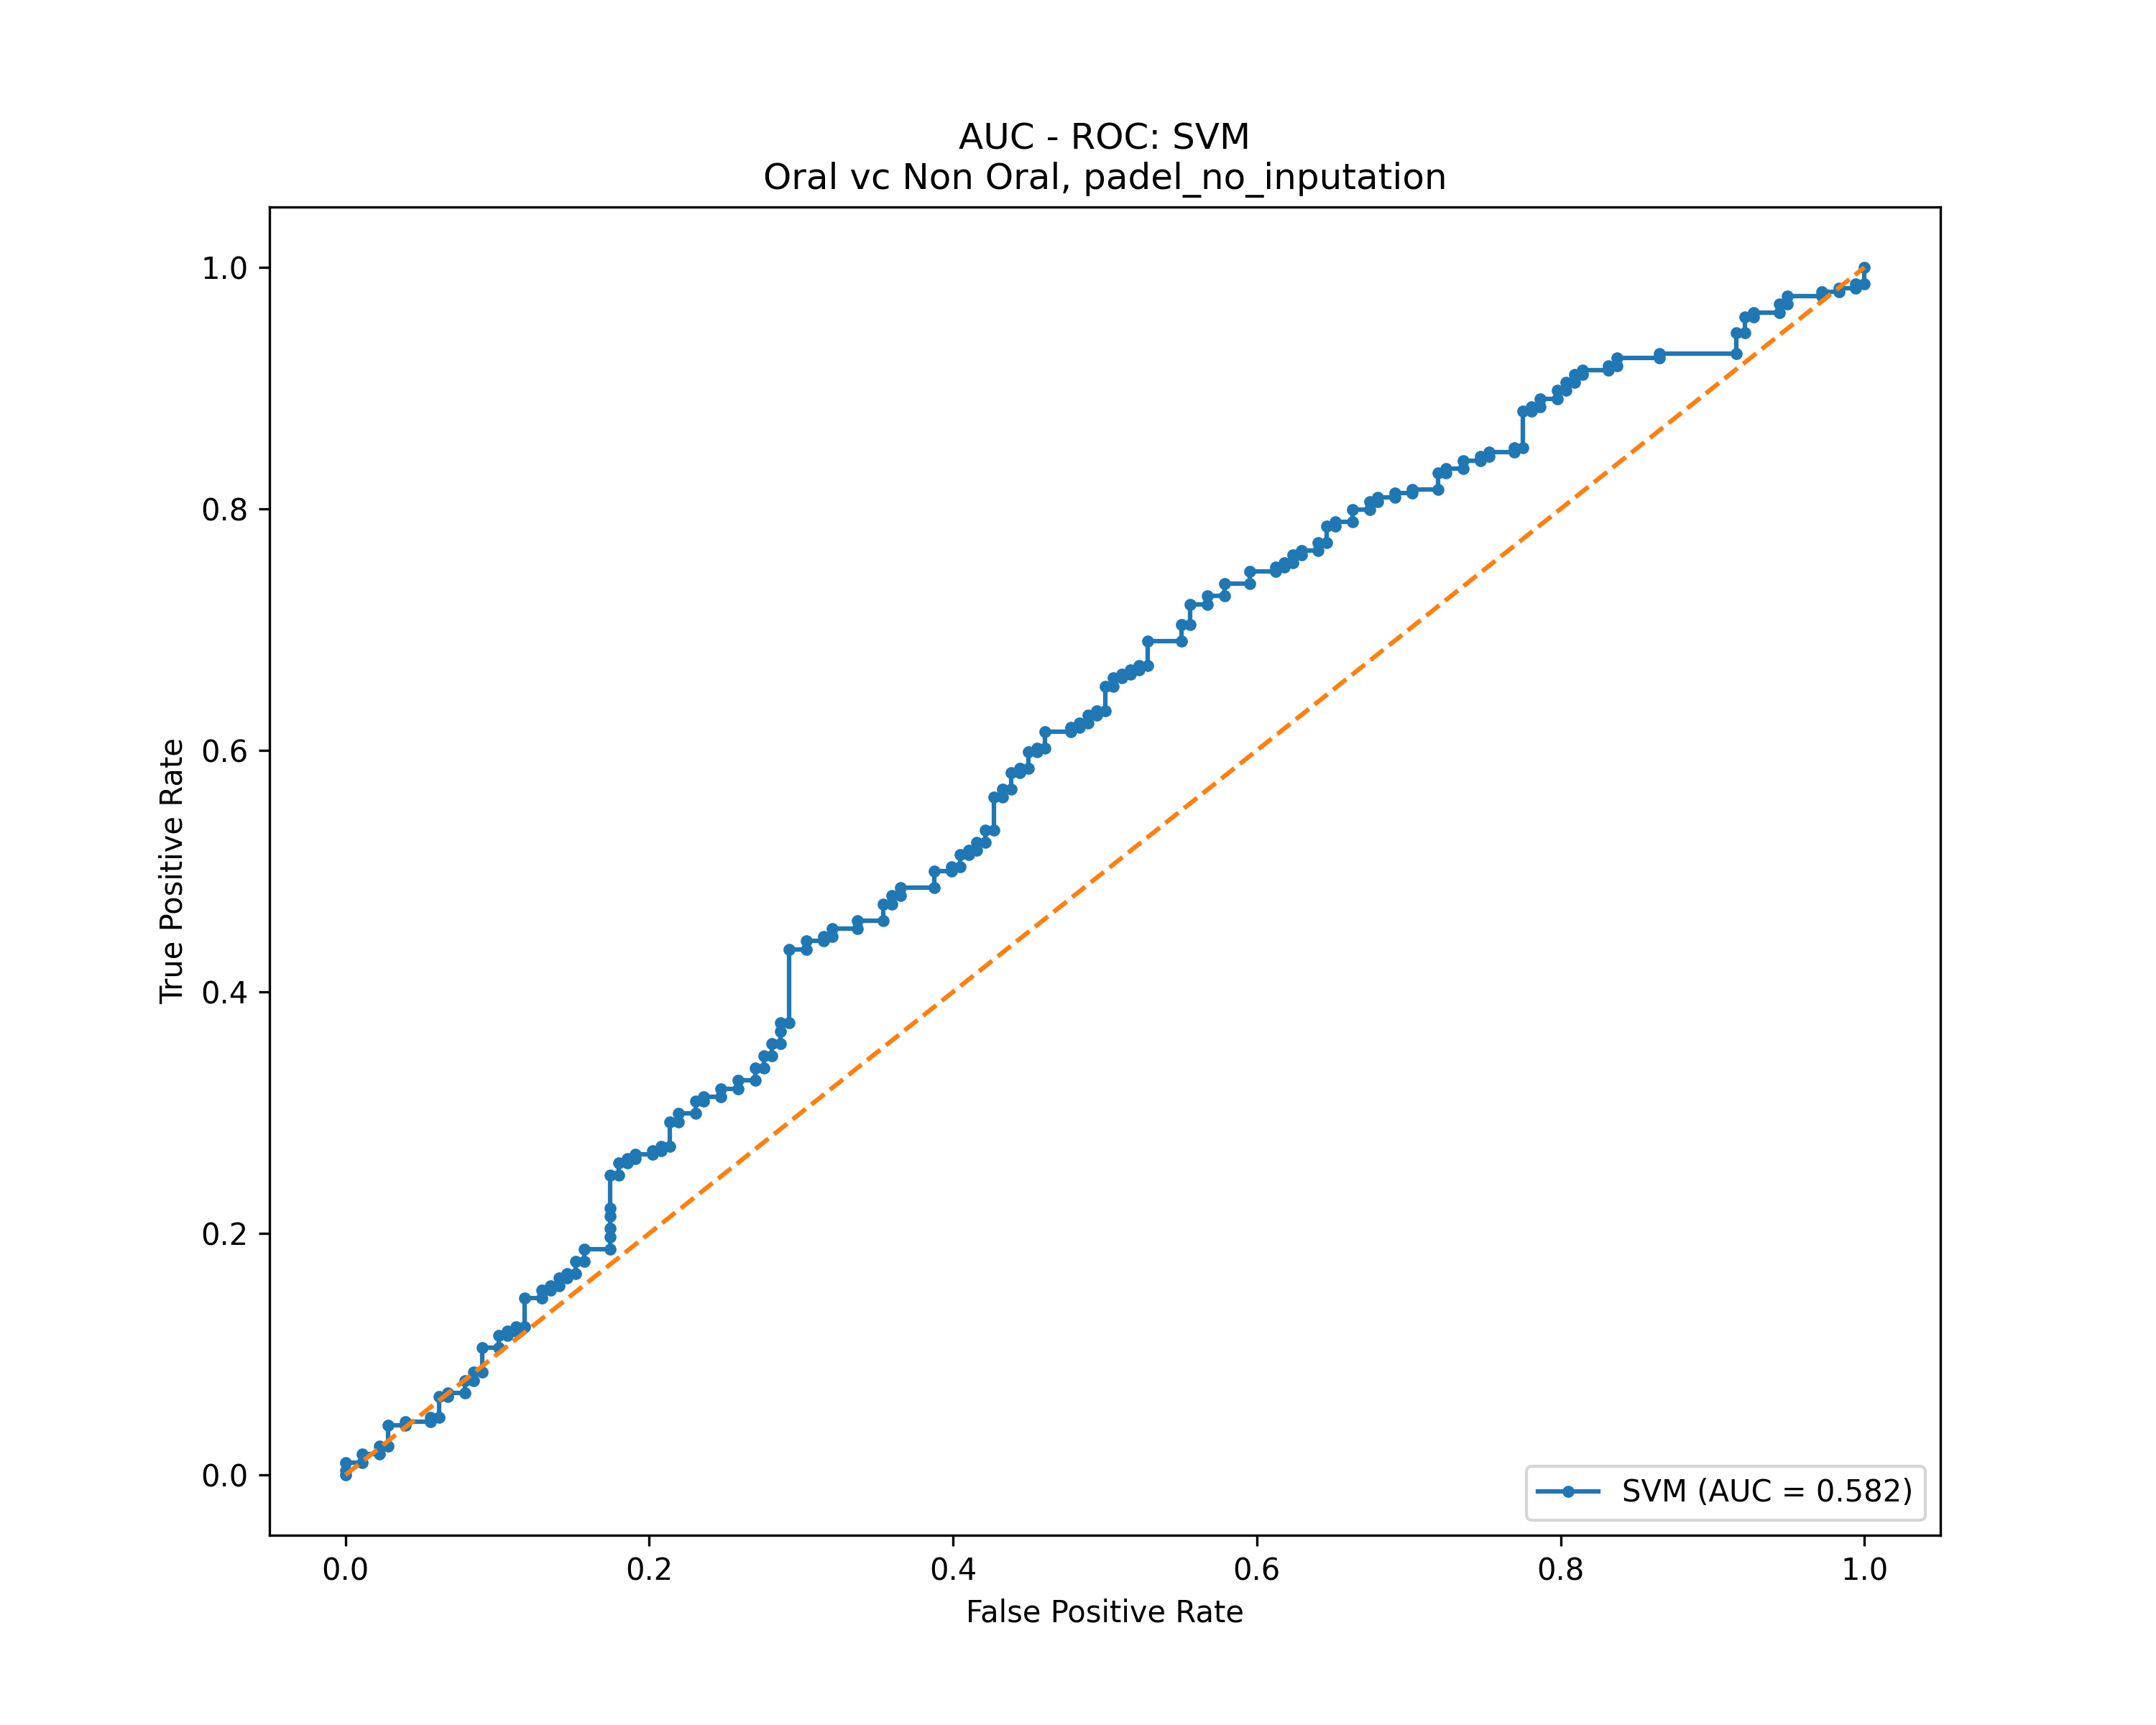 AUC - ROC: SVM
Oral vc Non Oral, padel_no_inputation
1.0
0.8
0.6
0.4
0.2
0.0
True Positive Rate
0.0 0.2 0.4 0.6 0.8 1.0
False Positive Rate
SVM (AUC = 0.582)